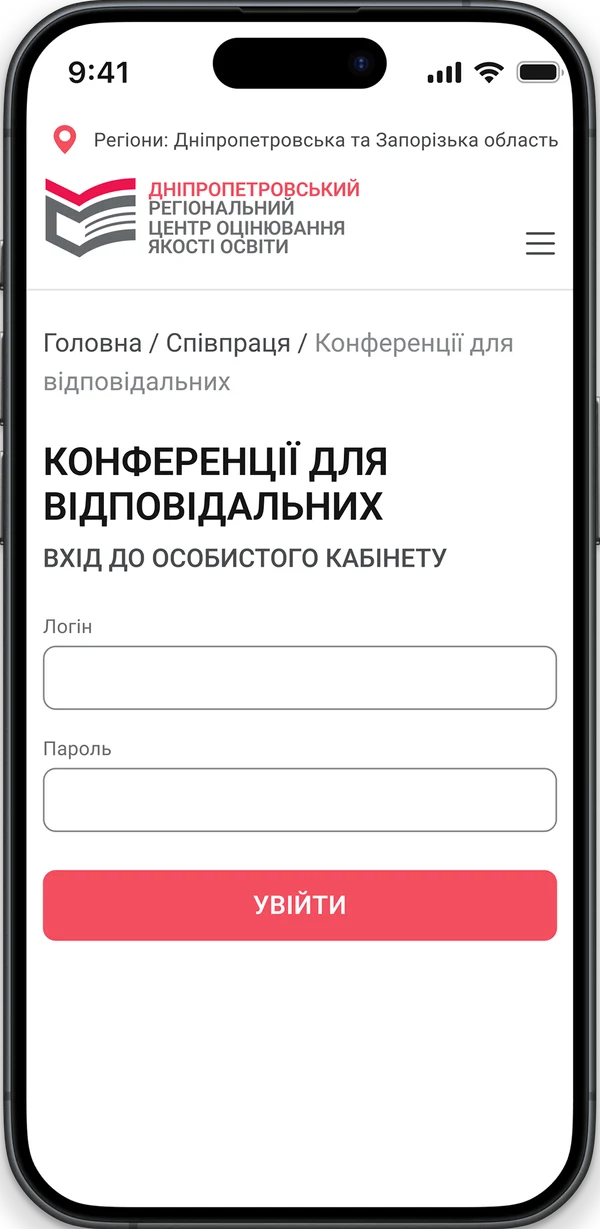 9:41
Регіони: Дніпропетровська та Запорізька область
ДНІПРОПЕТРОВСЬКИЙ
РЕГІОНАЛЬНИЙ
ЦЕНТР ОЦІНЮВАННЯ
ЯКОСТІ ОСВІТИ
Головна / Співпраця / Конференції для
відповідальних
КОНФЕРЕНЦІЇ ДЛЯ
ВІДПОВІДАЛЬНИХ
ВХІД ДО ОСОБИСТОГО КАБІНЕТУ
Логін
Пароль
УВІЙТИ